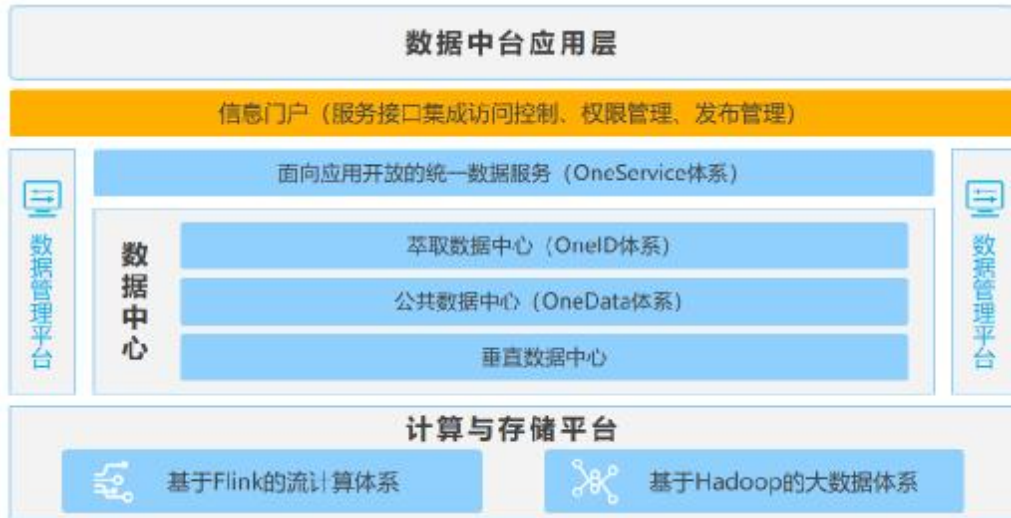 数据中台应用层
信息门户（服务接口集成访问控制、权限管理、发布管理）
面向应用开放的统一数据服务（OneService体系）
数据管理平台
数据中心
萃取数据中心（OneID体系）
公共数据中心（OneData体系）
垂直数据中心
数据管理平台
计算与存储平台
基于Flink的流计算体系
基于Hadoop的大数据体系